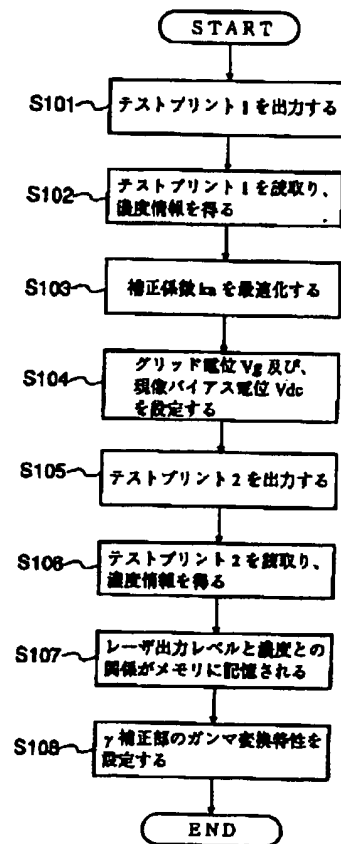 START
S101 テストプリント1を出力する
S102 テストプリント1を読取り、
濃度情報を得る
S103 補正係数kaを最適化する
S104 グリッド電位Vg及び、
現像バイアス電位Vdc
を設定する
S105 テストプリント2を出力する
S106 テストプリント2を読取り、
濃度情報を得る
S107 レーザ出力レベルと濃度との
関係がメモリに記憶される
S108 γ補正部のガンマ変換特性を
設定する
END